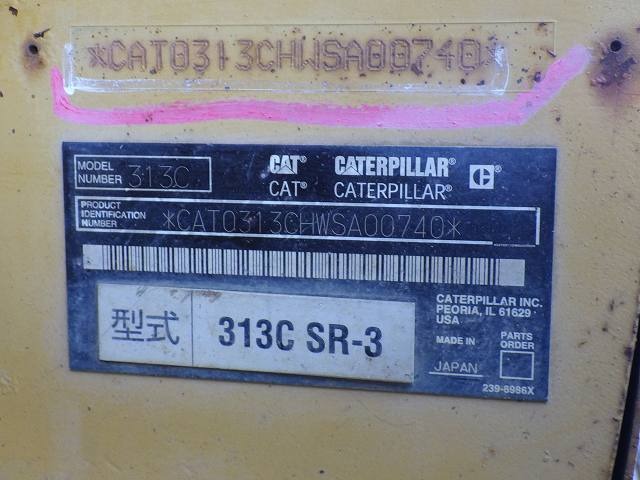 *CAT0313CHWSA00740*
MODEL NUMBER 313C
CAT® CATERPILLAR® C
CAT® CATERPILLAR®
PRODUCT IDENTIFICATION NUMBER *CAT0313CHWSA00740*
CATERPILLAR INC.
PEORIA, IL 61629
USA
型式 313C SR-3
MADE IN
JAPAN
PARTS ORDER
239-8986X